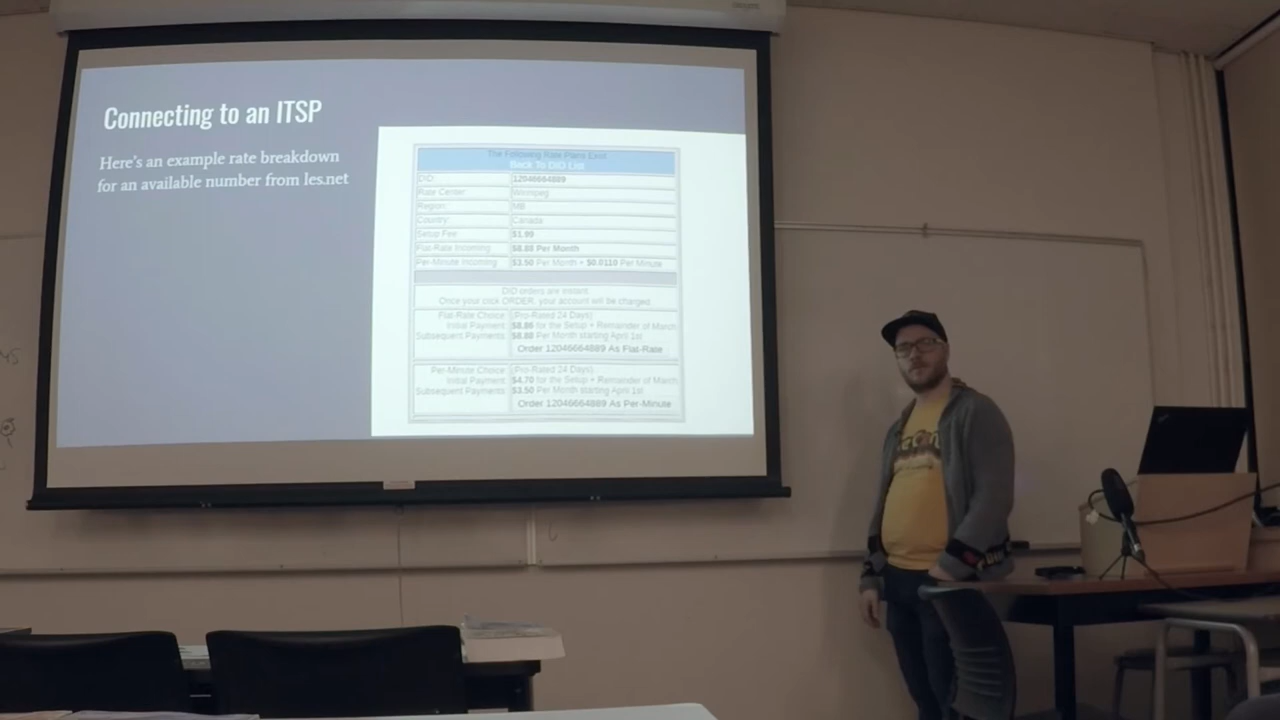 Connecting to an ITSP
Here's an example rate breakdown
for an available number from les.net
The Following Rate Plans Exist
Back To DID List
DID: 12046664889
Rate Center: Winnipeg
Region: MB
Country: Canada
Setup Fee: $1.99
Flat-Rate Incoming $8.88 Per Month
Per-Minute Incoming $3.50 Per Month + $0.0110 Per Minute
DID orders are instant.
Once your click ORDER, your account will be charged.
Flat-Rate Choice: (Pro-Rated 24 Days)
Initial Payment: $8.86 for the Setup + Remainder of March
Subsequent Payments: $8.88 Per Month starting April 1st
Order 12046664889 As Flat-Rate
Per-Minute Choice: (Pro-Rated 24 Days)
Initial Payment: $4.70 for the Setup + Remainder of March
Subsequent Payments: $3.50 Per Month starting April 1st
Order 12046664889 As Per-Minute